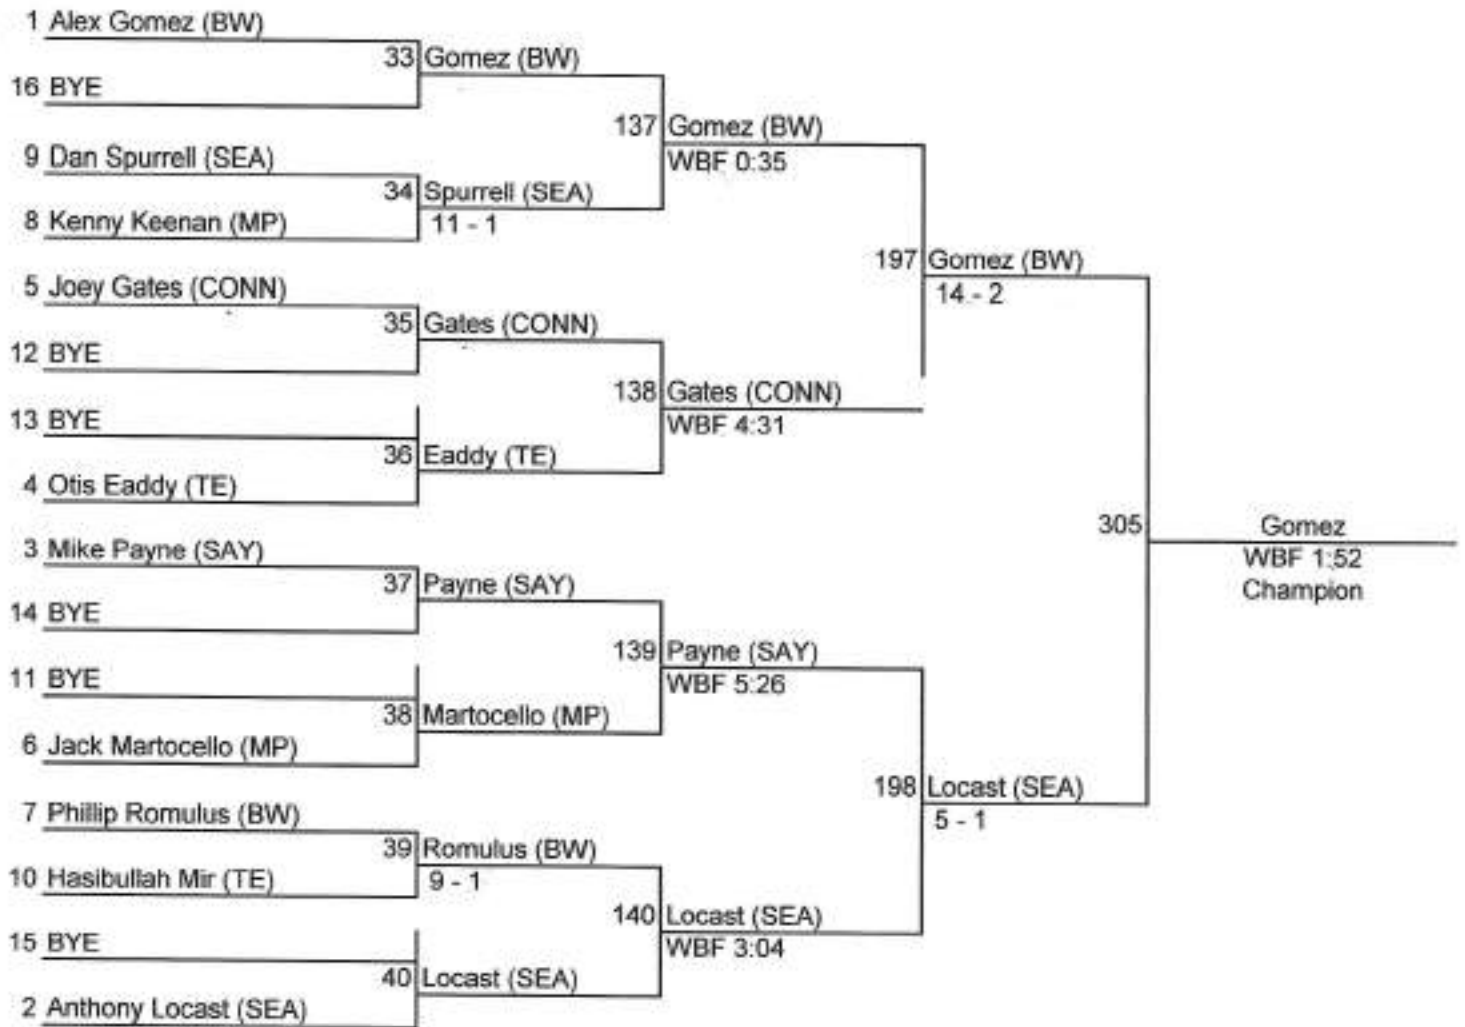 1 Alex Gomez (BW)
33 Gomez (BW)
16 BYE
137 Gomez (BW)
WBF 0:35
9 Dan Spurrell (SEA)
34 Spurrell (SEA)
11 - 1
8 Kenny Keenan (MP)
197 Gomez (BW)
14 - 2
5 Joey Gates (CONN)
35 Gates (CONN)
12 BYE
138 Gates (CONN)
WBF 4:31
13 BYE
36 Eaddy (TE)
4 Otis Eaddy (TE)
305 Gomez
WBF 1:52
Champion
3 Mike Payne (SAY)
37 Payne (SAY)
14 BYE
139 Payne (SAY)
WBF 5:26
11 BYE
38 Martocello (MP)
6 Jack Martocello (MP)
198 Locast (SEA)
5 - 1
7 Phillip Romulus (BW)
39 Romulus (BW)
9 - 1
10 Hasibullah Mir (TE)
140 Locast (SEA)
WBF 3:04
15 BYE
40 Locast (SEA)
2 Anthony Locast (SEA)